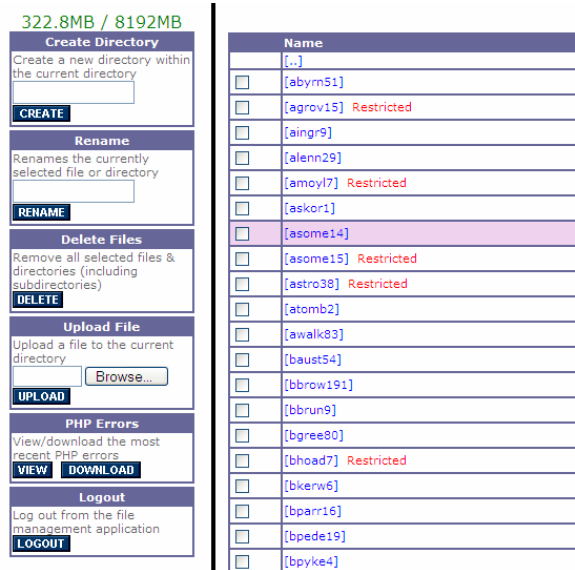 322.8MB / 8192MB
Create Directory
Create a new directory within
the current directory
CREATE
Rename
Renames the currently
selected file or directory
RENAME
Delete Files
Remove all selected files &
directories (including
subdirectories)
DELETE
Upload File
Upload a file to the current
directory
Browse...
UPLOAD
PHP Errors
View/download the most
recent PHP errors
VIEW DOWNLOAD
Logout
Log out from the file
management application
LOGOUT
Name
[..]
[abyrn51]
[agrov15] Restricted
[aingr9]
[alenn29]
[amoyl7] Restricted
[askor1]
[asome14]
[asome15] Restricted
[astro38] Restricted
[atomb2]
[awalk83]
[baust54]
[bbrow191]
[bbrun9]
[bgree80]
[bhoad7] Restricted
[bkerw6]
[bparr16]
[bpede19]
[bpyke4]